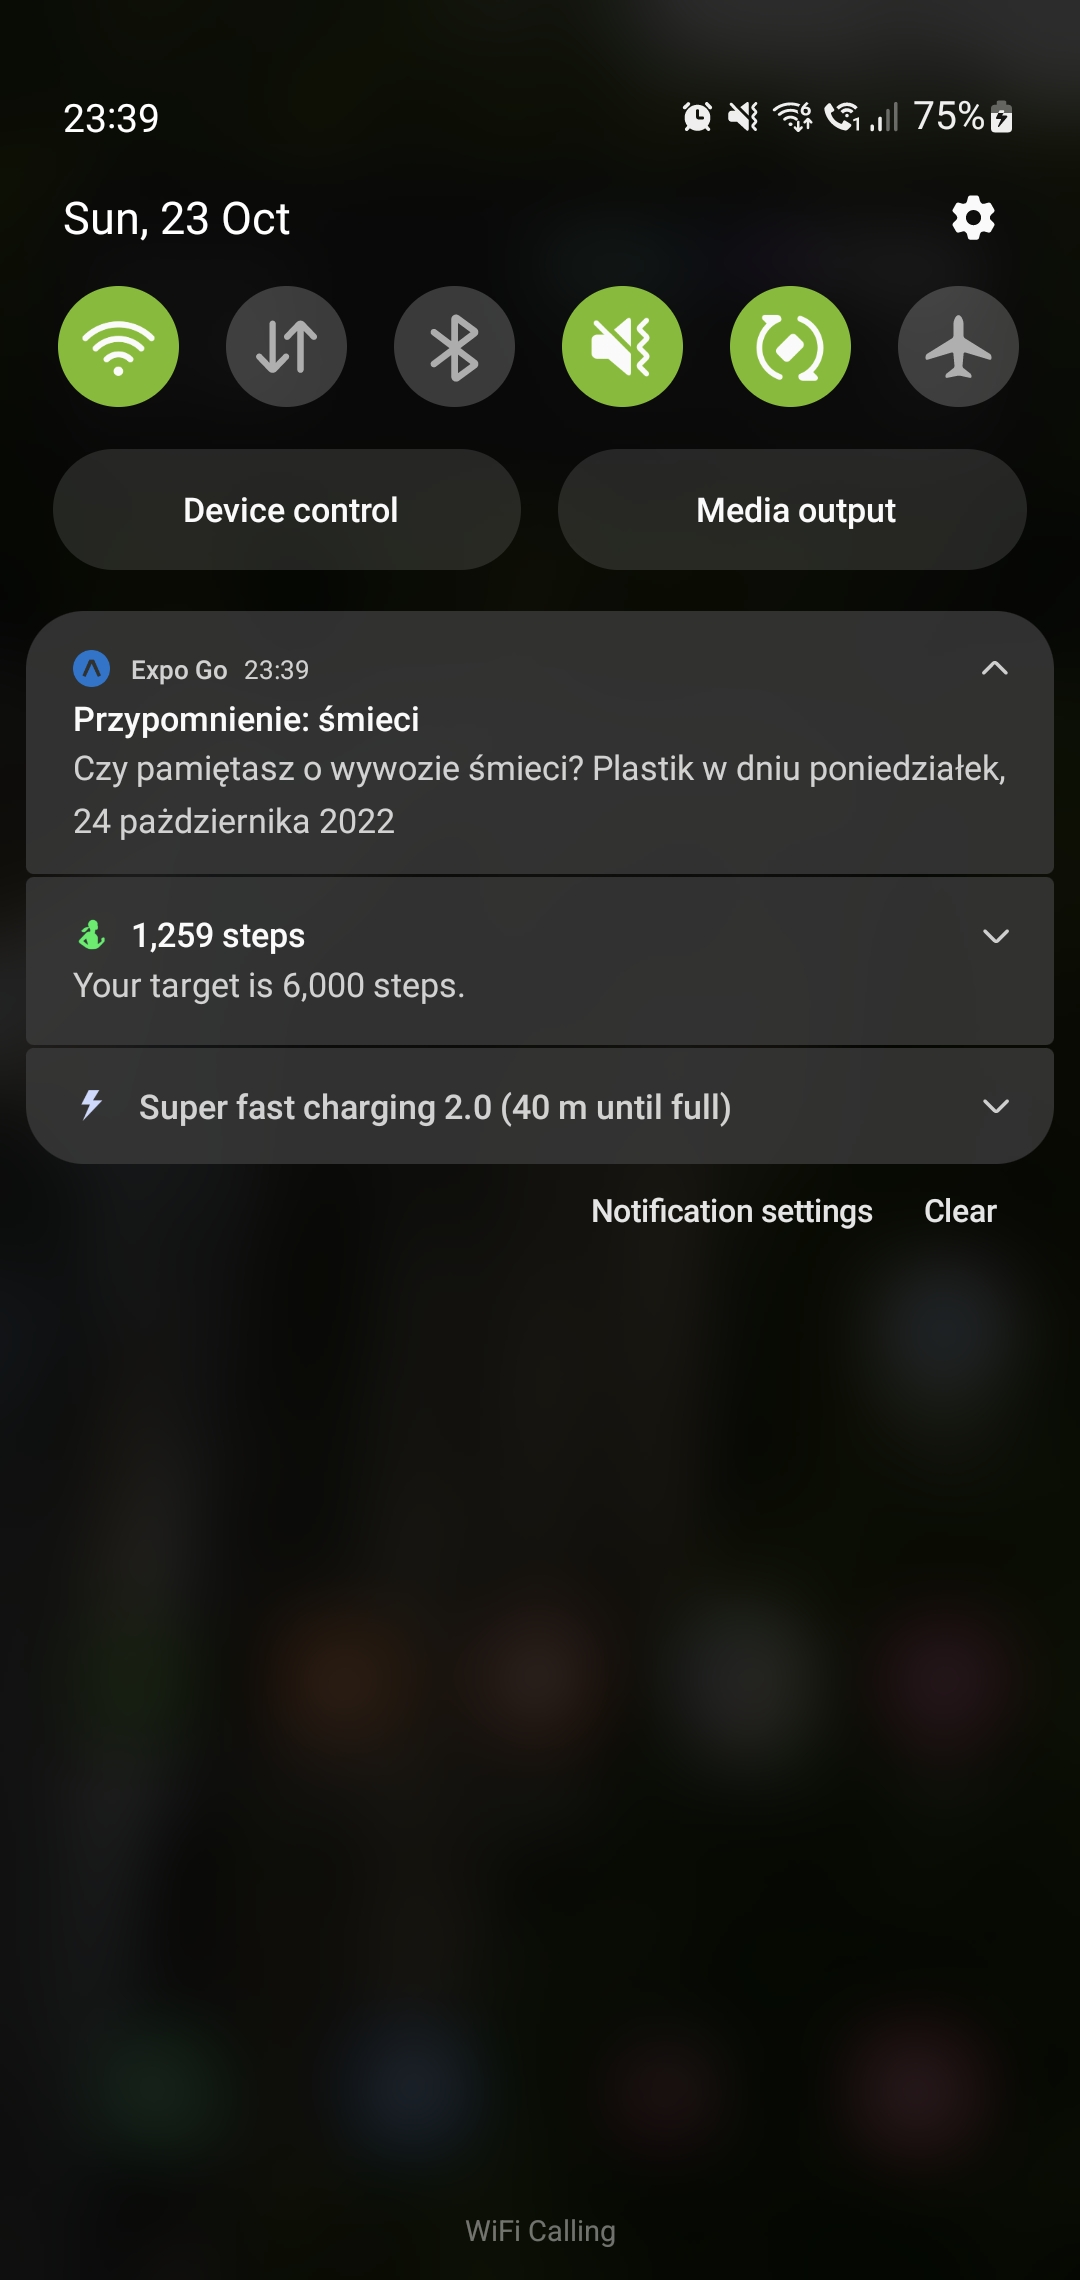 23:39
75%
Sun, 23 Oct
Device control
Media output
Expo Go 23:39
Przypomnienie: śmieci
Czy pamiętasz o wywozie śmieci? Plastik w dniu poniedziałek,
24 pażdziernika 2022
1,259 steps
Your target is 6,000 steps.
Super fast charging 2.0 (40 m until full)
Notification settings
Clear
WiFi Calling